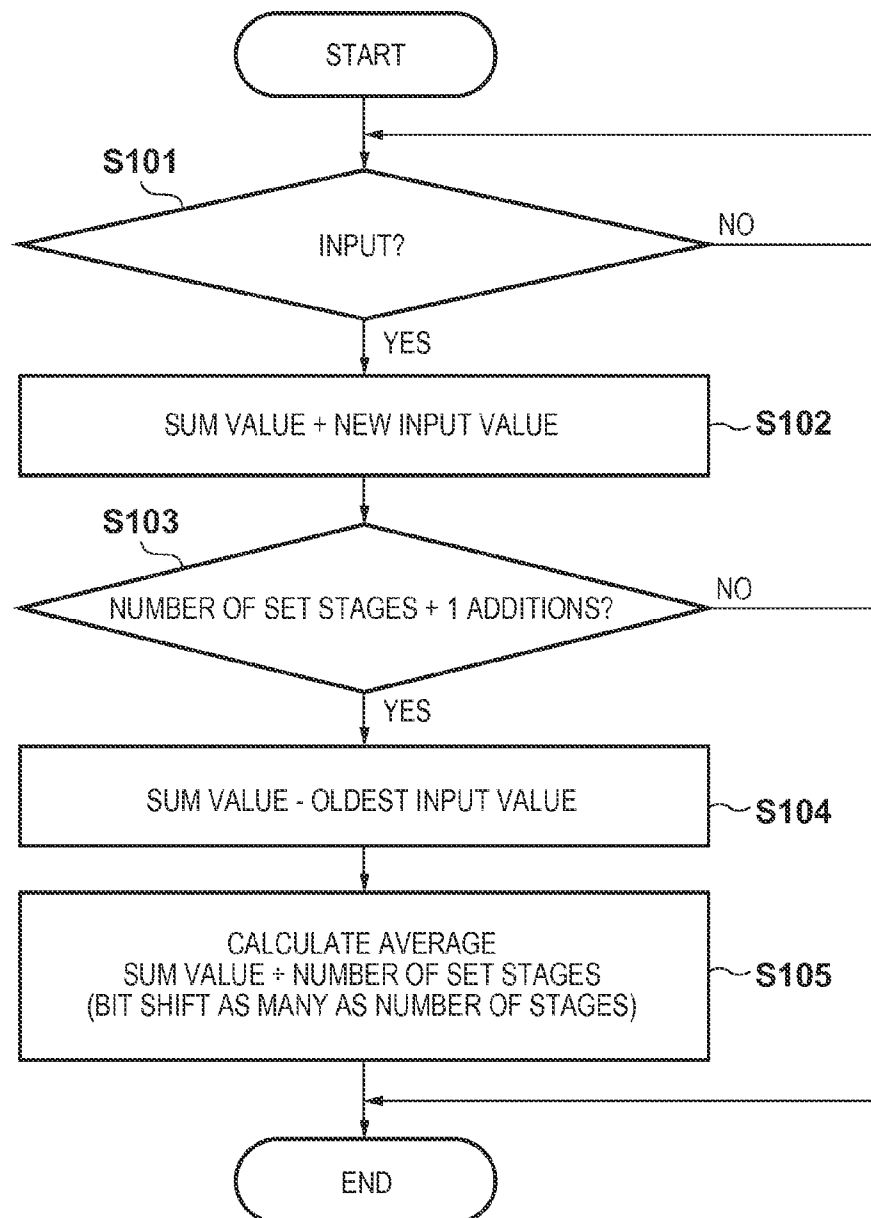 START
S101
INPUT?
NO
YES
SUM VALUE + NEW INPUT VALUE
S102
S103
NUMBER OF SET STAGES + 1 ADDITIONS?
NO
YES
SUM VALUE - OLDEST INPUT VALUE
S104
CALCULATE AVERAGE
SUM VALUE ÷ NUMBER OF SET STAGES
(BIT SHIFT AS MANY AS NUMBER OF STAGES)
S105
END